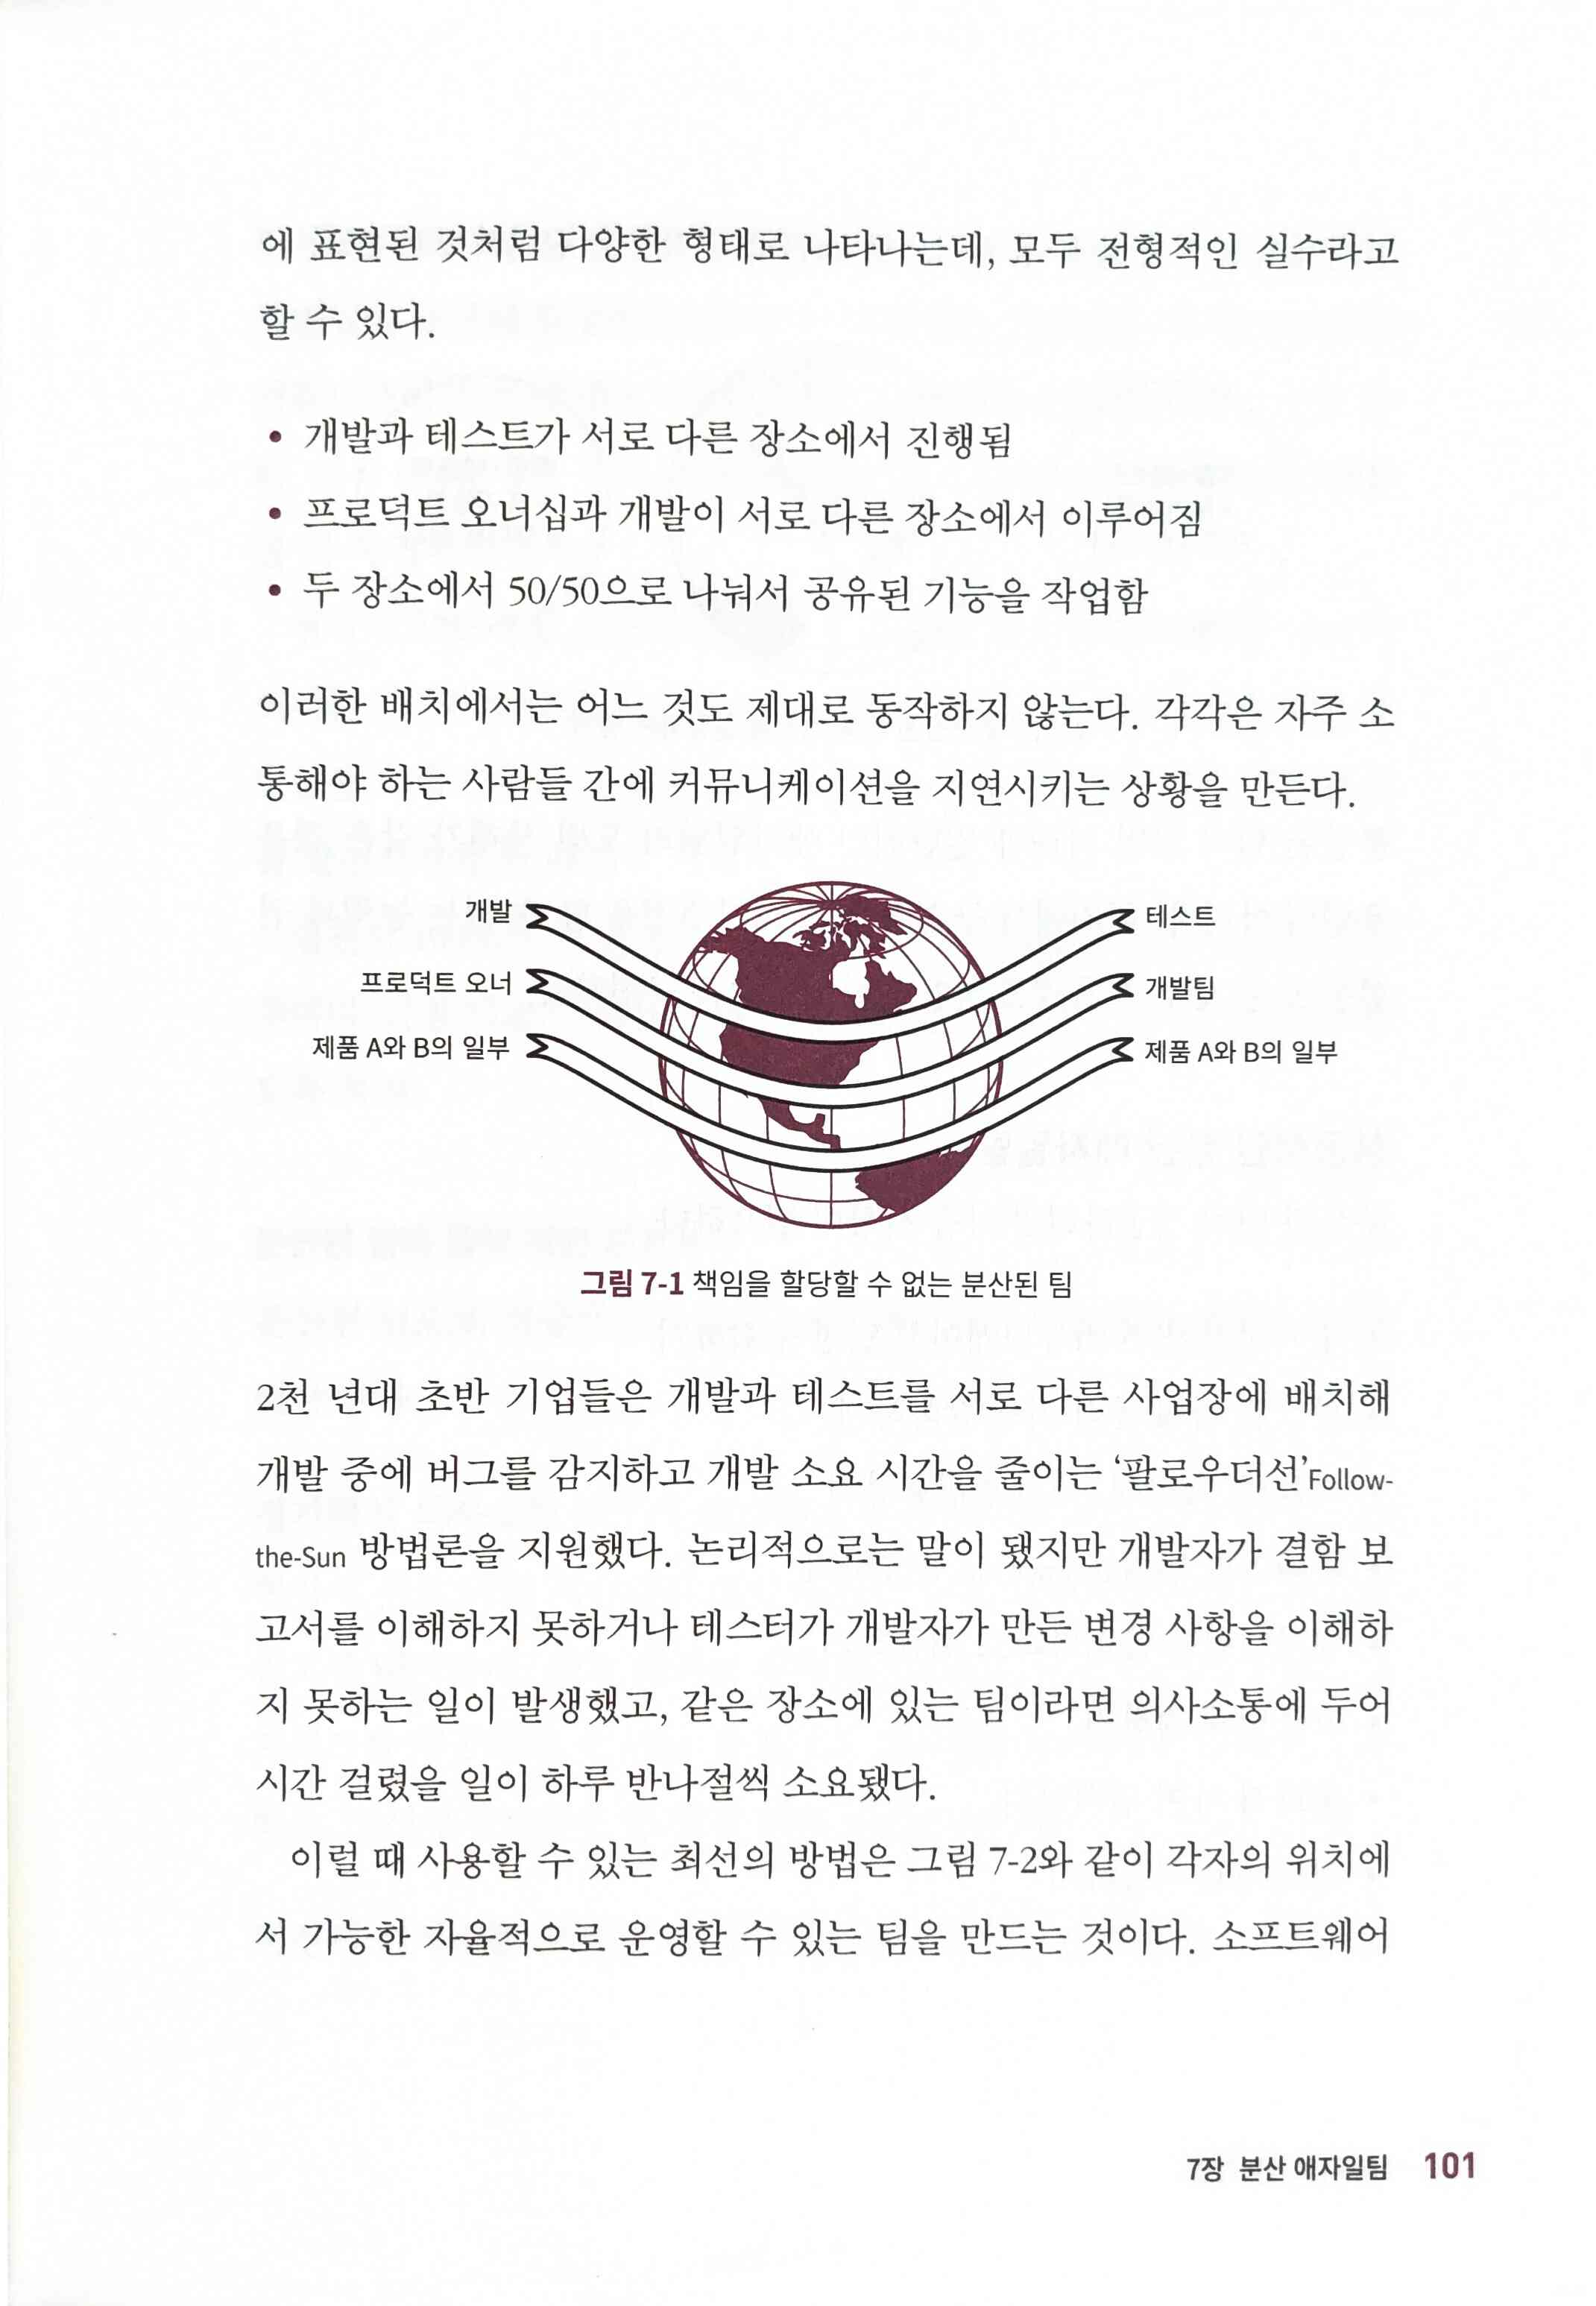 에 표현된 것처럼 다양한 형태로 나타나는데, 모두 전형적인 실수라고
할 수 있다.
• 개발과 테스트가 서로 다른 장소에서 진행됨
• 프로덕트 오너십과 개발이 서로 다른 장소에서 이루어짐
• 두 장소에서 50/50으로 나눠서 공유된 기능을 작업함
이러한 배치에서는 어느 것도 제대로 동작하지 않는다. 각각은 자주 소
통해야 하는 사람들 간에 커뮤니케이션을 지연시키는 상황을 만든다.
개발 테스트
프로덕트 오너 개발팀
제품 A와 B의 일부 제품 A와 B의 일부
그림 7-1 책임을 할당할 수 없는 분산된 팀
2천 년대 초반 기업들은 개발과 테스트를 서로 다른 사업장에 배치해
개발 중에 버그를 감지하고 개발 소요 시간을 줄이는 ‘팔로우더선’Follow-
the-Sun 방법론을 지원했다. 논리적으로는 말이 됐지만 개발자가 결함 보
고서를 이해하지 못하거나 테스터가 개발자가 만든 변경 사항을 이해하
지 못하는 일이 발생했고, 같은 장소에 있는 팀이라면 의사소통에 두어
시간 걸렸을 일이 하루 반나절씩 소요됐다.
이럴 때 사용할 수 있는 최선의 방법은 그림 7-2와 같이 각자의 위치에
서 가능한 자율적으로 운영할 수 있는 팀을 만드는 것이다. 소프트웨어
7장 분산 애자일팀 101